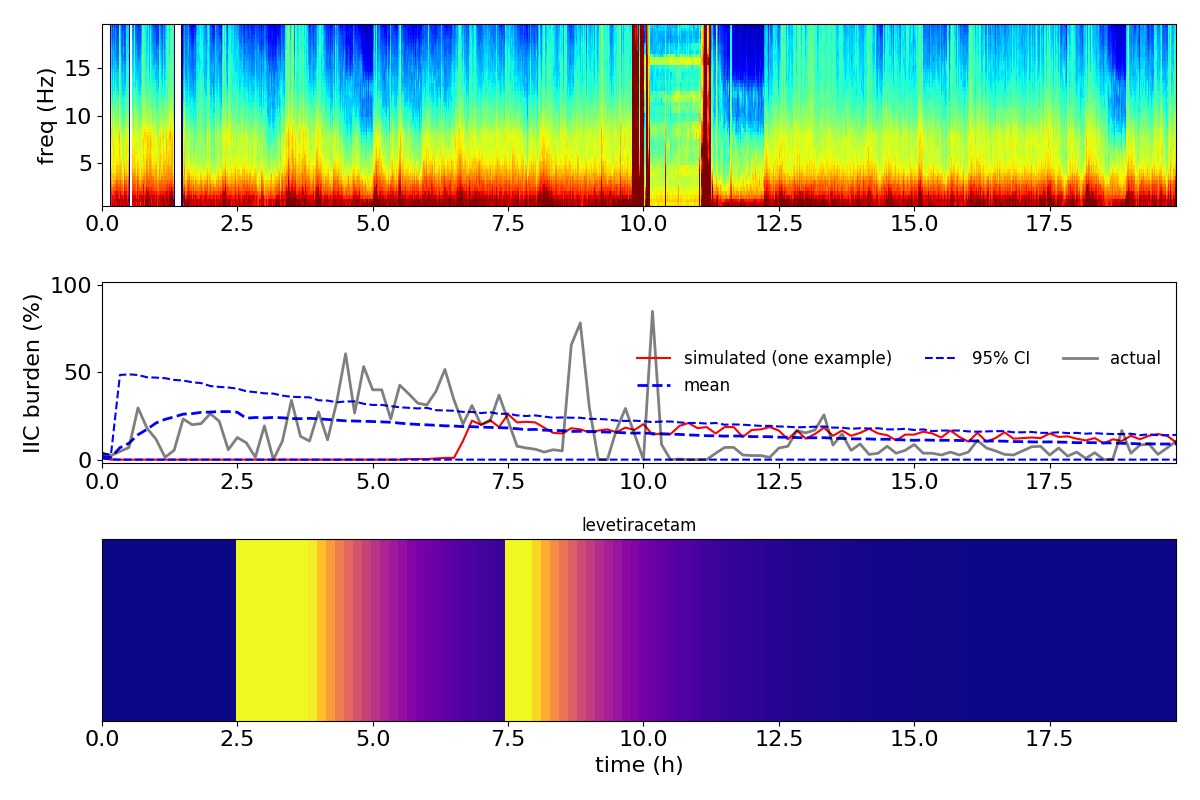 freq (Hz)
15
10
5
0.0 2.5 5.0 7.5 10.0 12.5 15.0 17.5
IIC burden (%)
100
50
0
simulated (one example)
mean
95% CI
actual
0.0 2.5 5.0 7.5 10.0 12.5 15.0 17.5
levetiracetam
0.0 2.5 5.0 7.5 10.0 12.5 15.0 17.5
time (h)